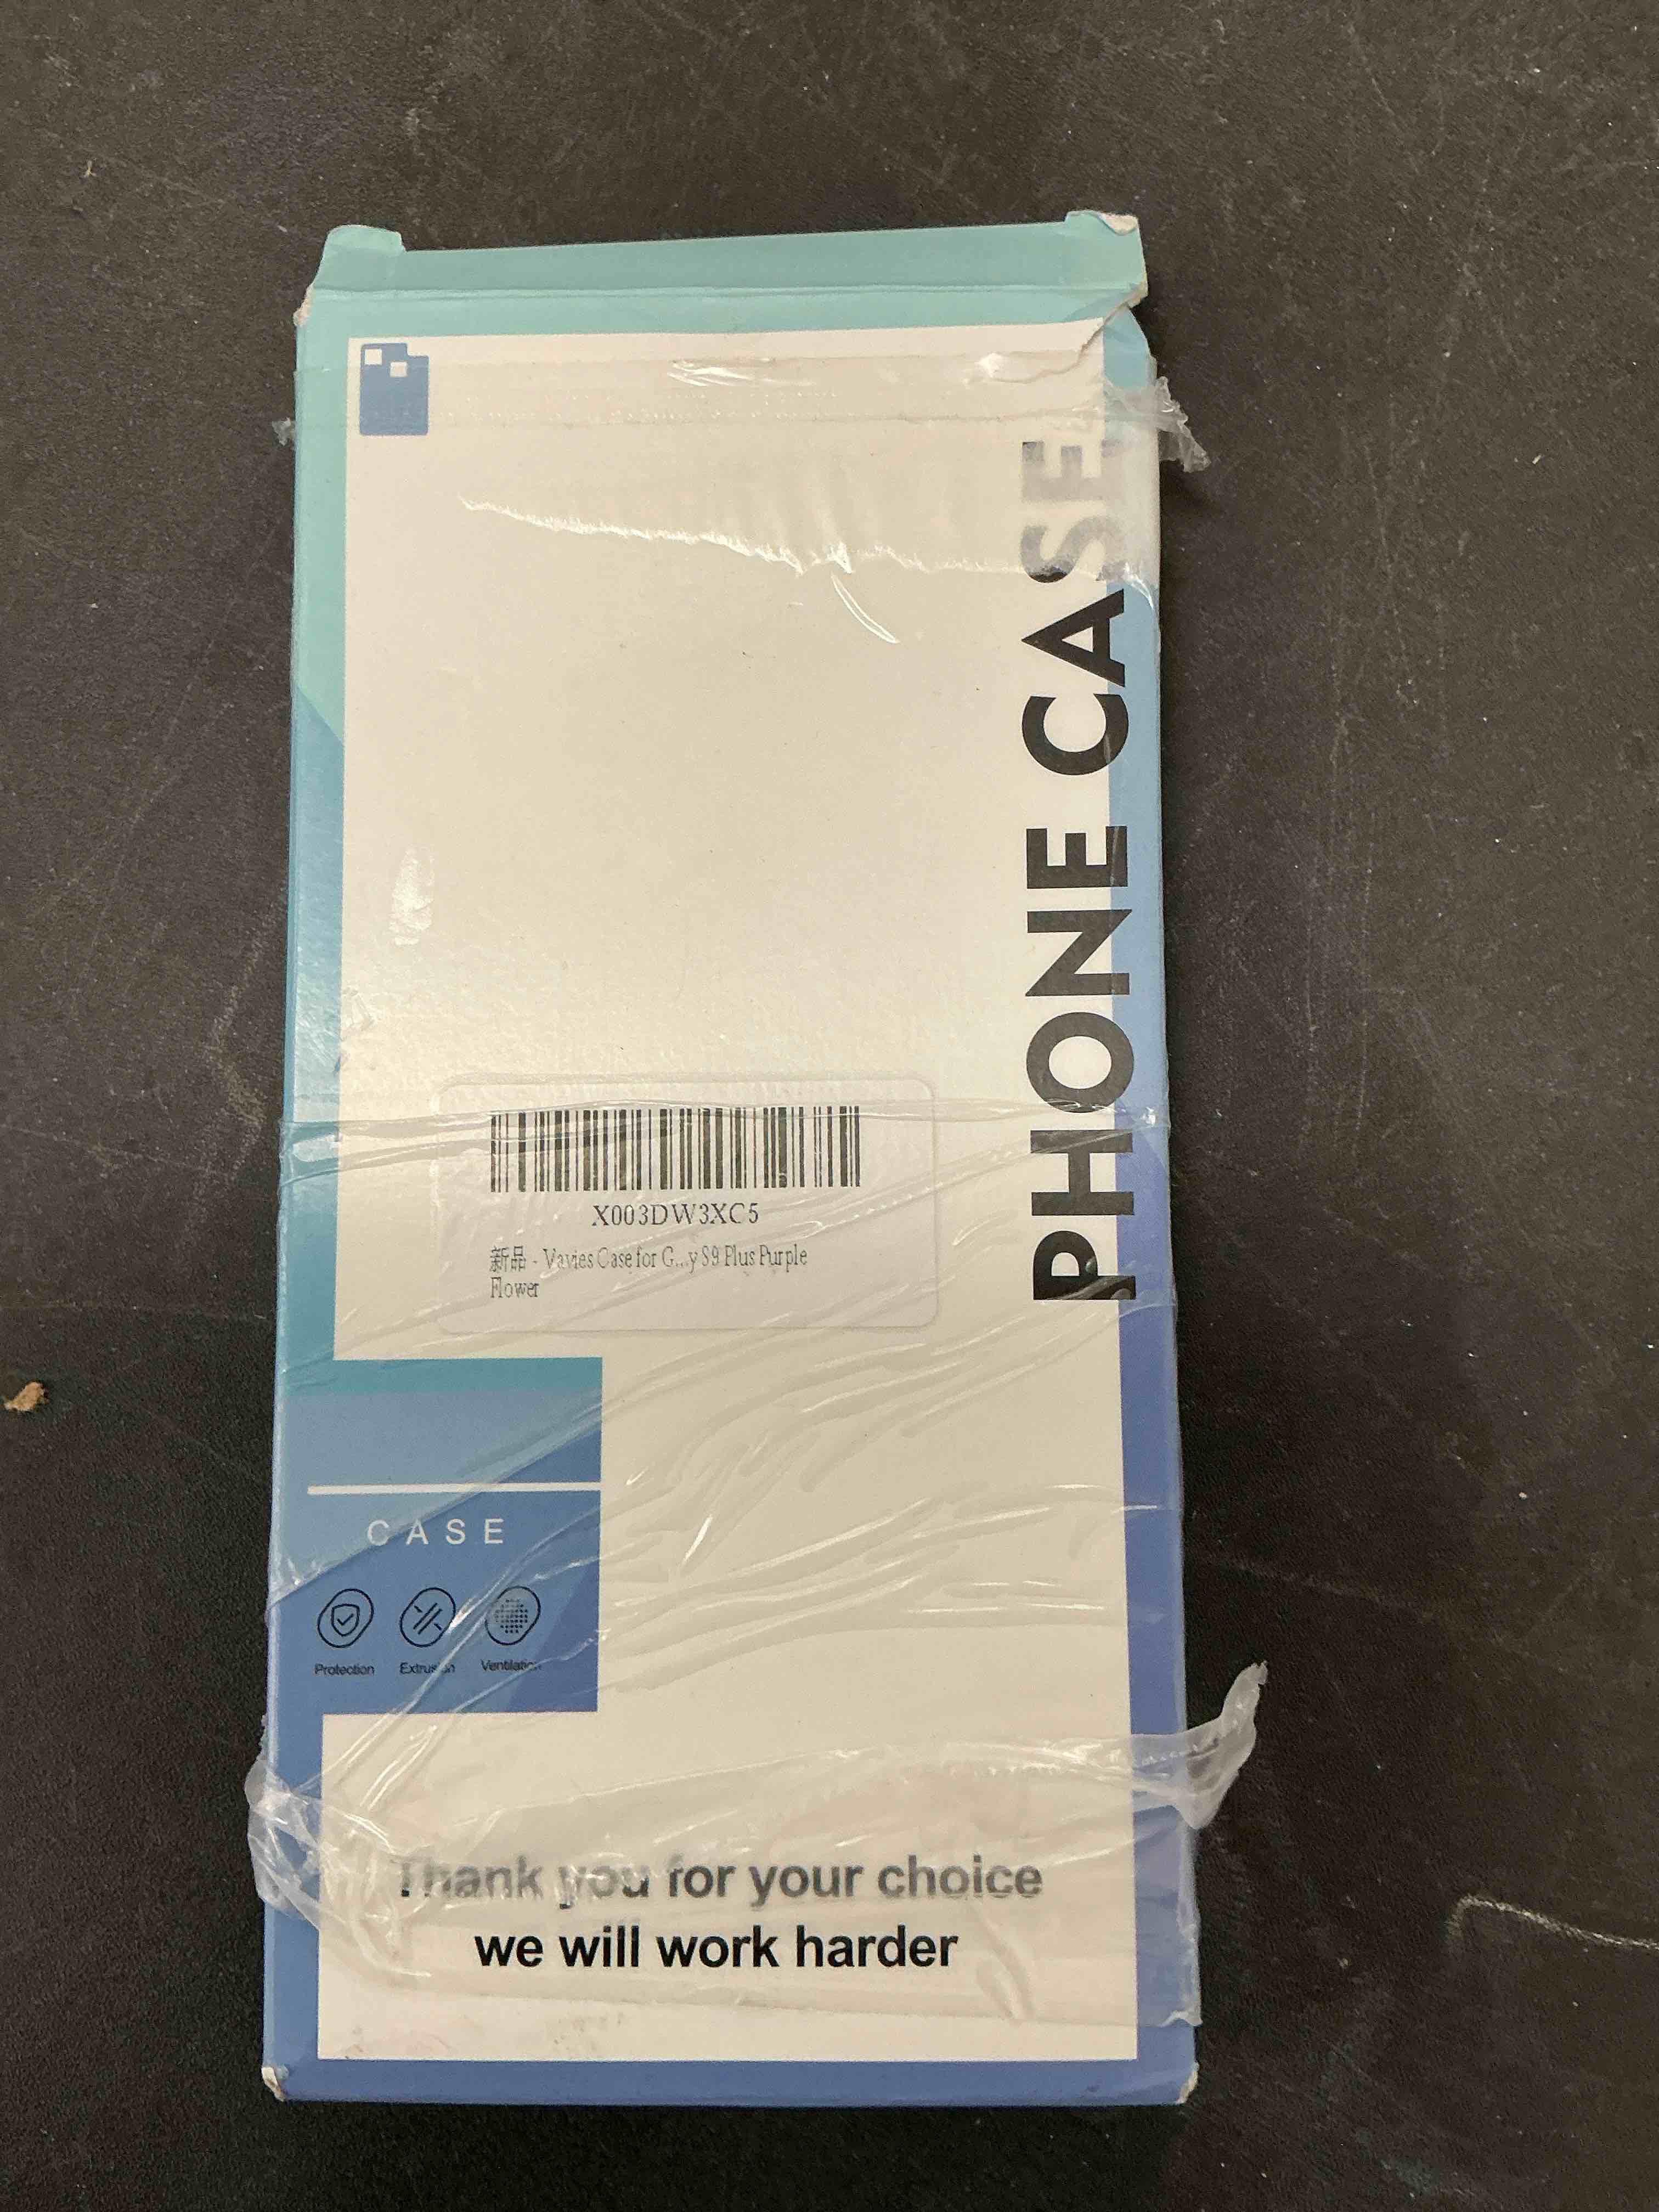 PHONE CASE
X003DW3XC5
新品 - Vavies Case for G...y S9 Plus Purple
Flower
CASE
Protection Extrusion Ventilation
Thank you for your choice
we will work harder